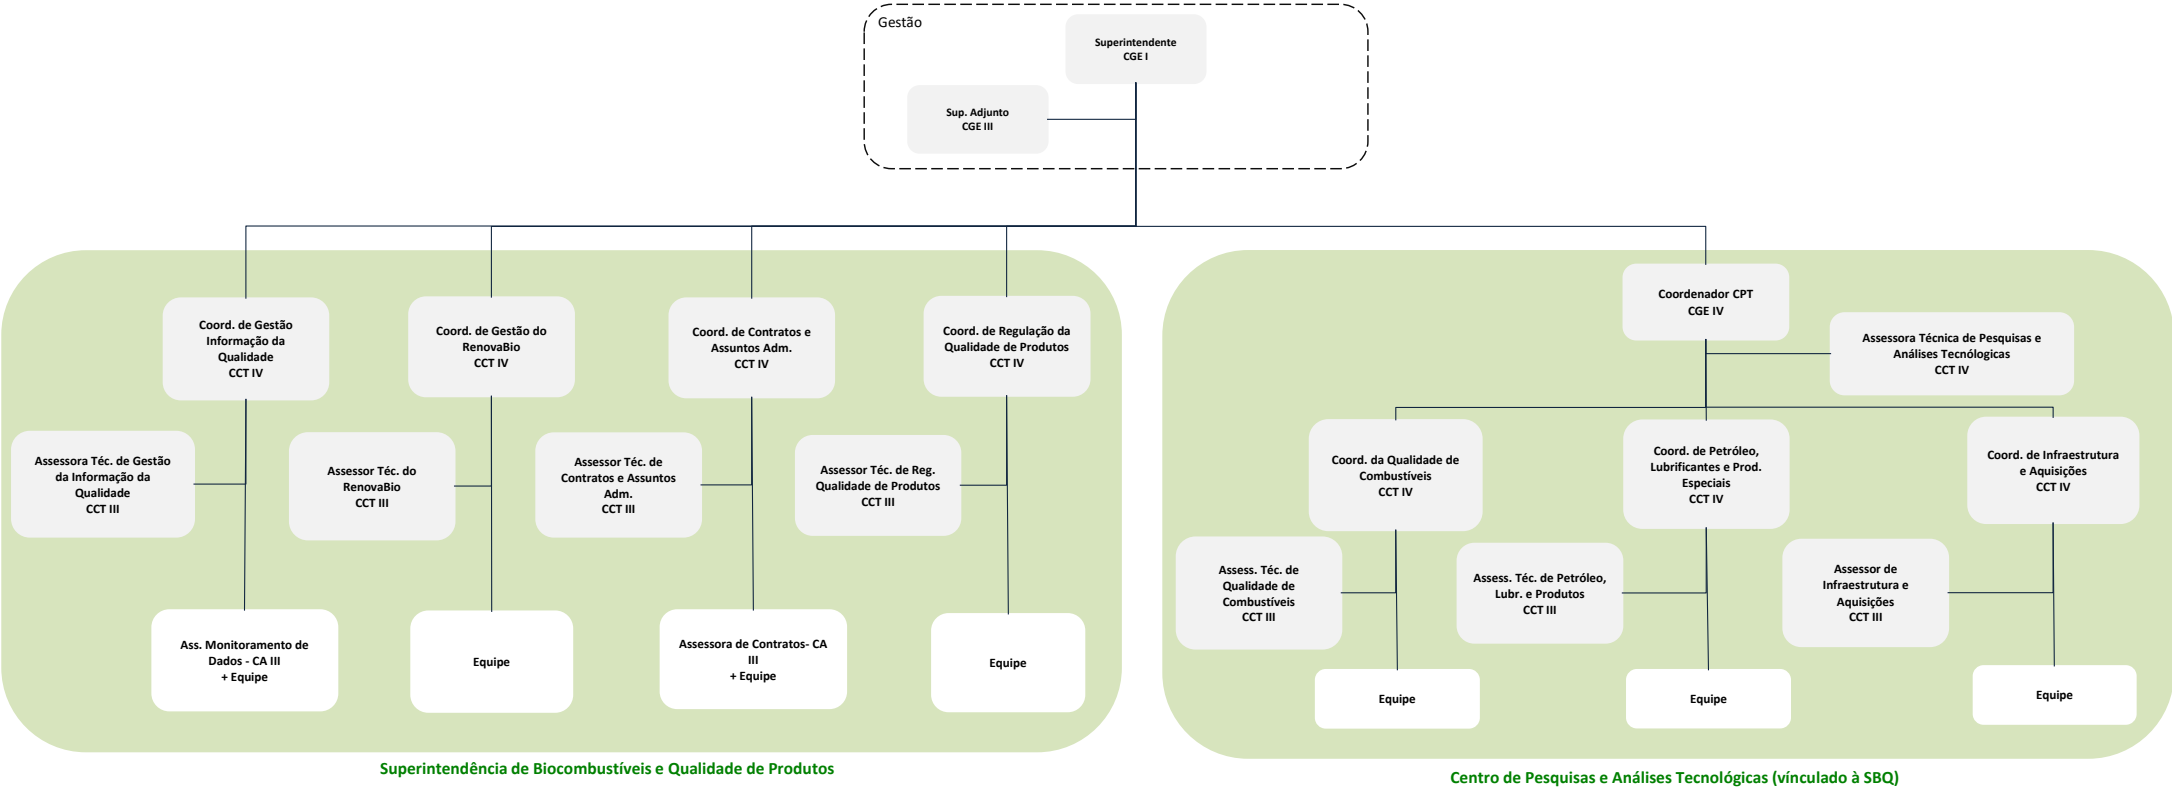 Gestão
Superintendente
CGE I
Sup. Adjunto
CGE III
Coord. de Gestão
Informação da
Qualidade
CCT IV
Coord. de Gestão do
RenovaBio
CCT IV
Coord. de Contratos e
Assuntos Adm.
CCT IV
Coord. de Regulação da
Qualidade de Produtos
CCT IV
Assessora Téc. de Gestão
da Informação da
Qualidade
CCT III
Assessor Téc. do
RenovaBio
CCT III
Assessor Téc. de
Contratos e Assuntos
Adm.
CCT III
Assessor Téc. de Reg.
Qualidade de Produtos
CCT III
Ass. Monitoramento de
Dados - CA III
+ Equipe
Equipe
Assessora de Contratos- CA
III
+ Equipe
Equipe
Superintendência de Biocombustíveis e Qualidade de Produtos
Coordenador CPT
CGE IV
Assessora Técnica de Pesquisas e
Análises Tecnólogicas
CCT IV
Coord. da Qualidade de
Combustíveis
CCT IV
Coord. de Petróleo,
Lubrificantes e Prod.
Especiais
CCT IV
Coord. de Infraestrutura
e Aquisições
CCT IV
Assess. Téc. de
Qualidade de
Combustíveis
CCT III
Assess. Téc. de Petróleo,
Lubr. e Produtos
CCT III
Assessor de
Infraestrutura e
Aquisições
CCT III
Equipe
Equipe
Equipe
Centro de Pesquisas e Análises Tecnológicas (vínculado à SBQ)